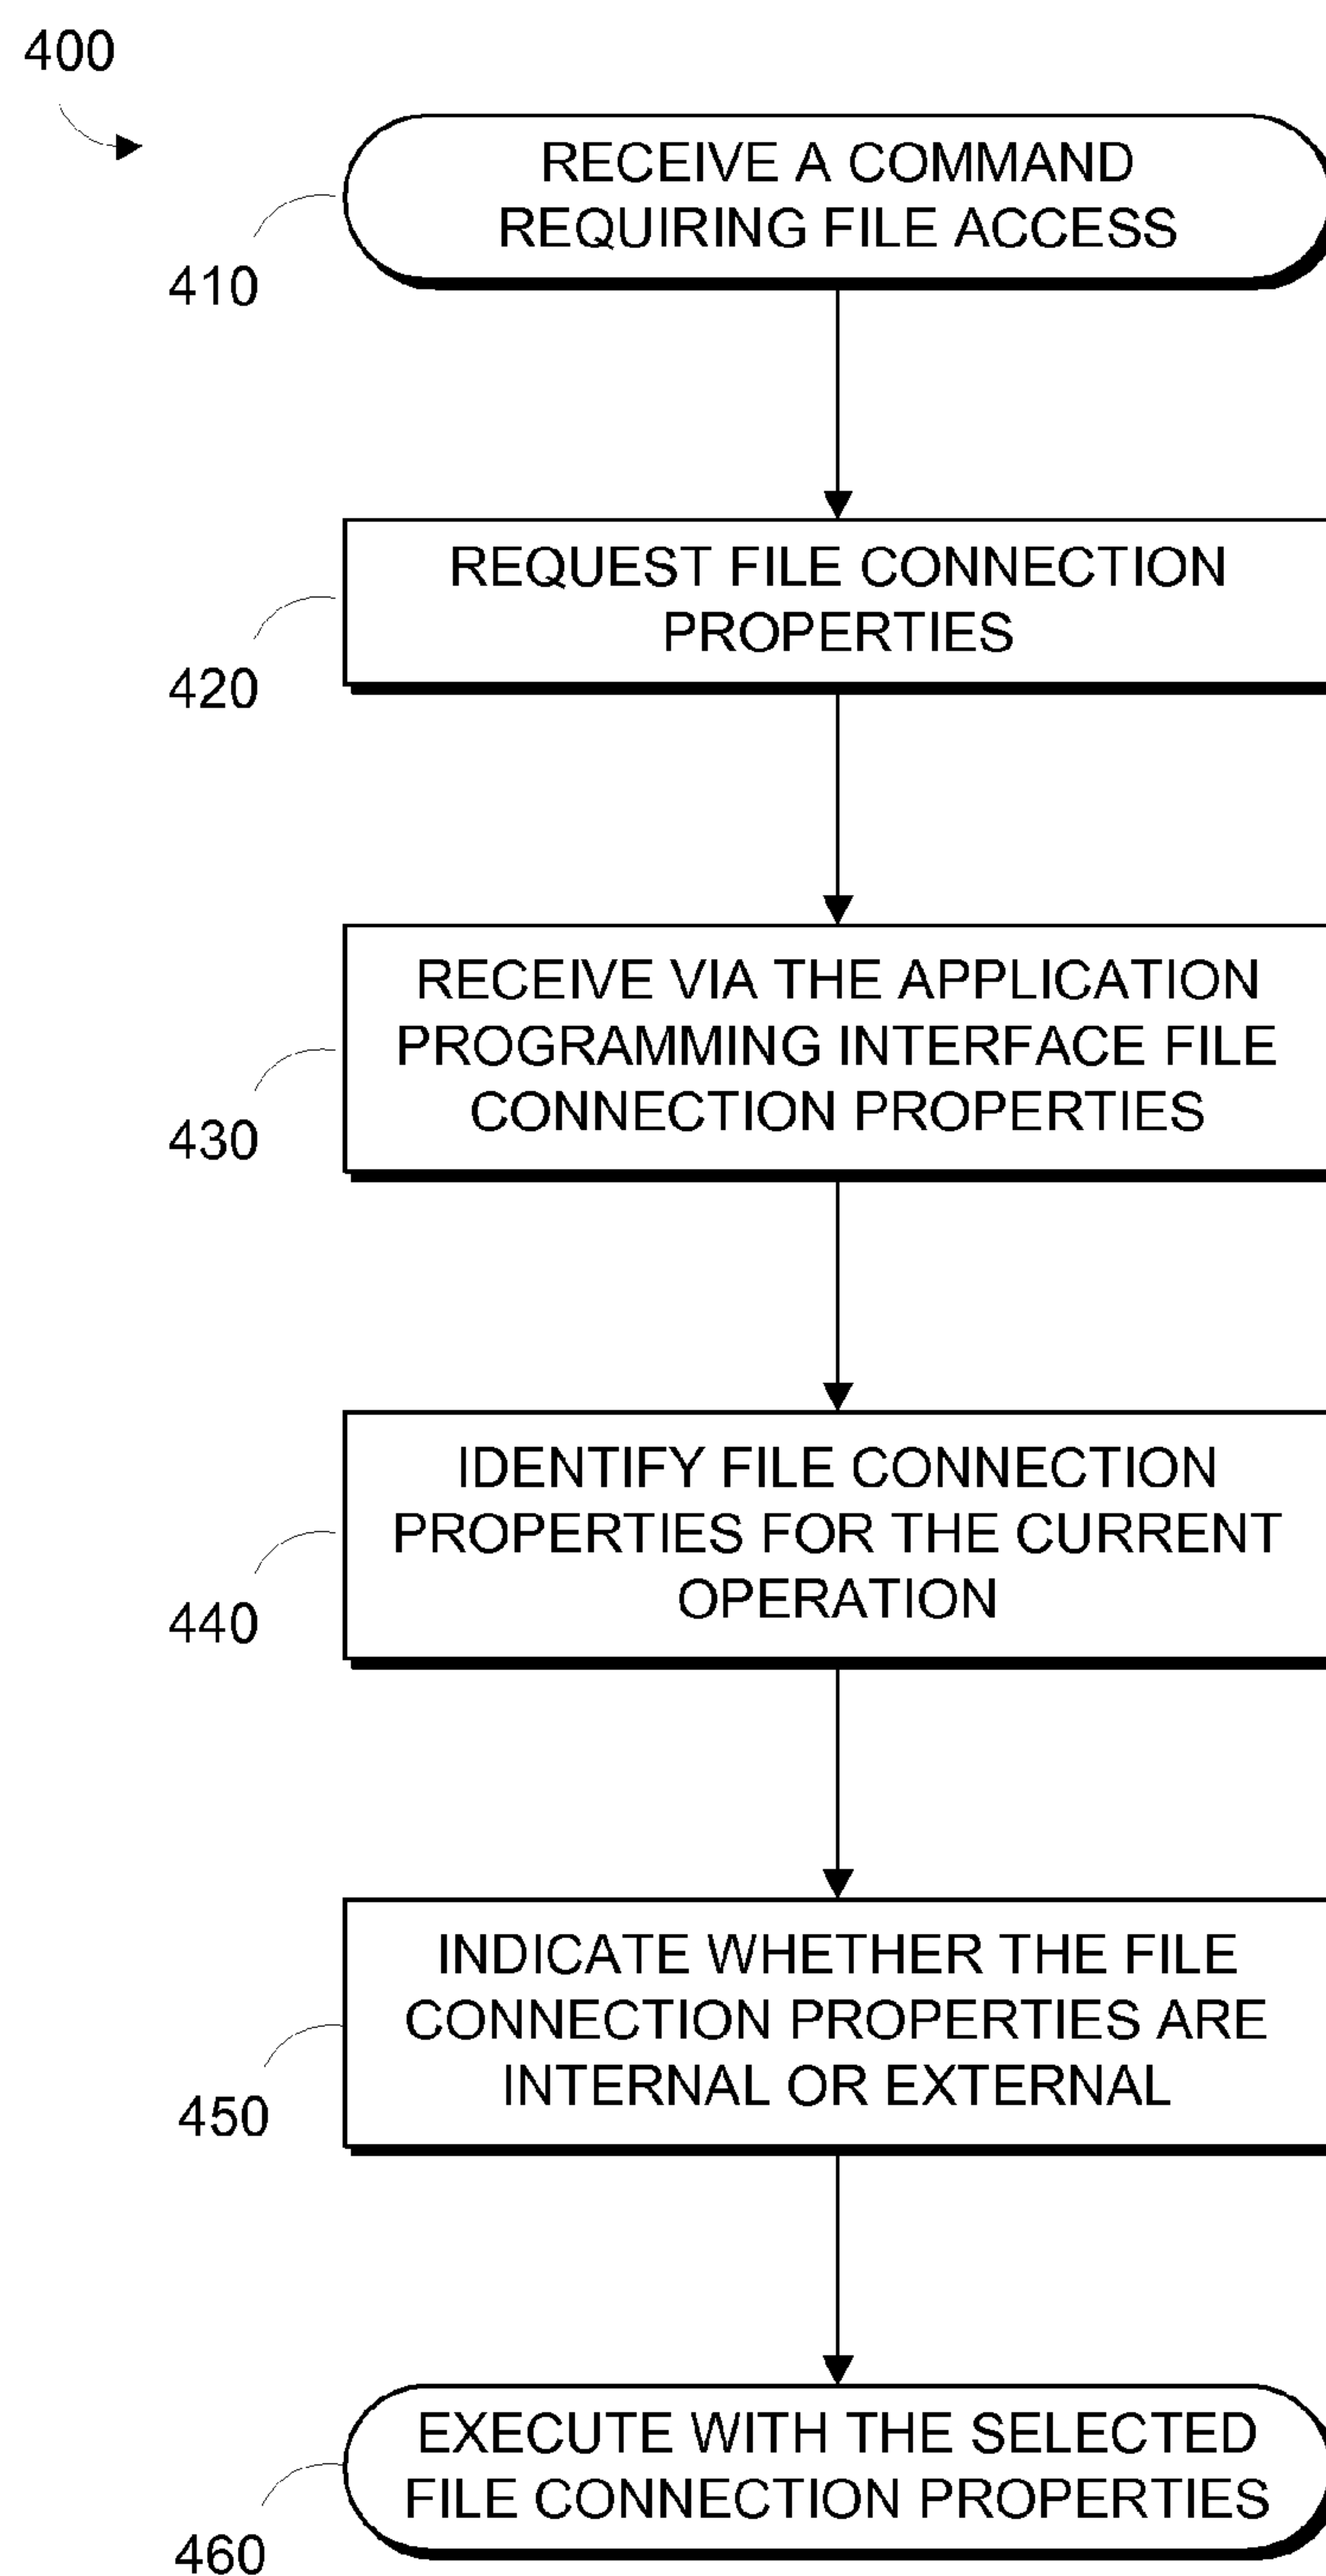 400
RECEIVE A COMMAND
REQUIRING FILE ACCESS
410
REQUEST FILE CONNECTION
PROPERTIES
420
RECEIVE VIA THE APPLICATION
PROGRAMMING INTERFACE FILE
CONNECTION PROPERTIES
430
IDENTIFY FILE CONNECTION
PROPERTIES FOR THE CURRENT
OPERATION
440
INDICATE WHETHER THE FILE
CONNECTION PROPERTIES ARE
INTERNAL OR EXTERNAL
450
EXECUTE WITH THE SELECTED
FILE CONNECTION PROPERTIES
460